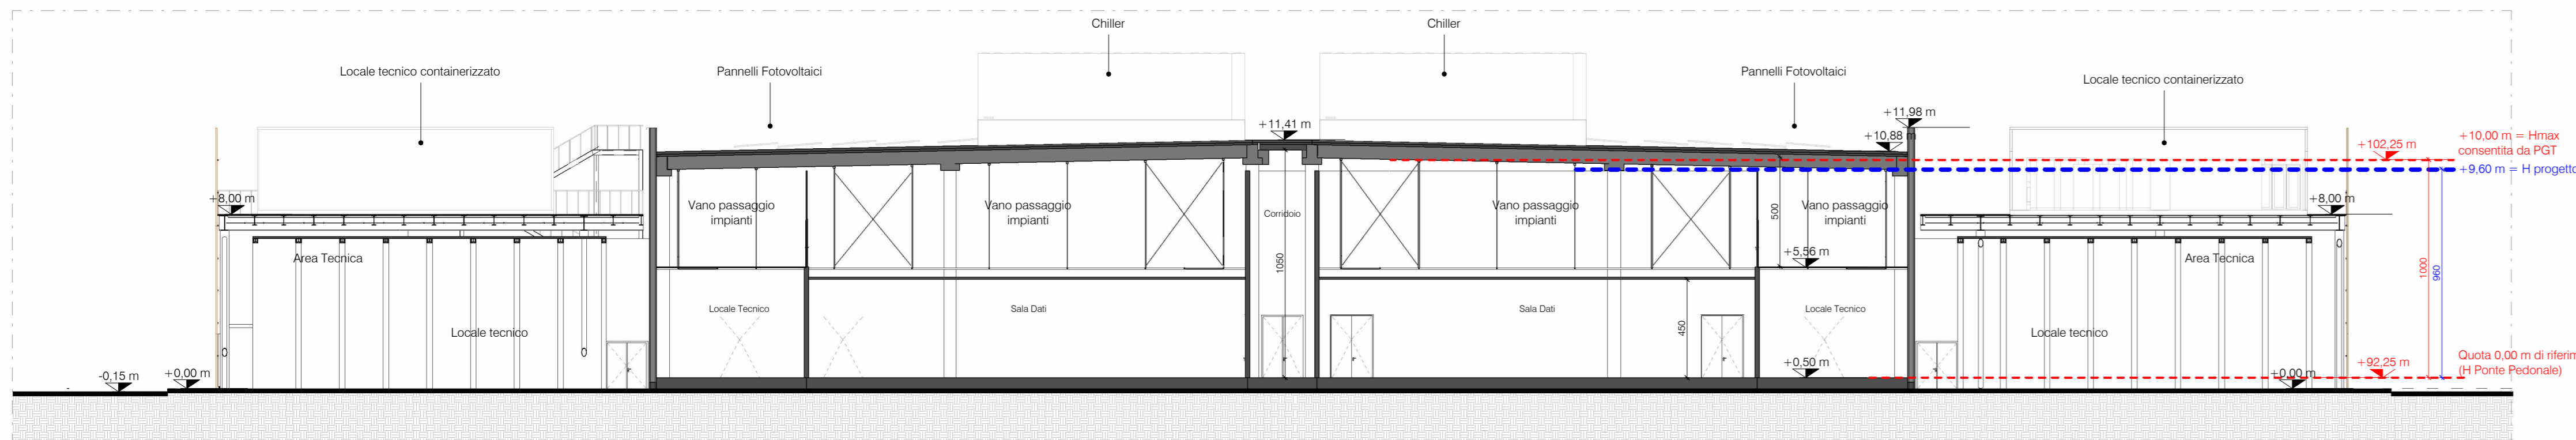 Chiller
Chiller
Locale tecnico containerizzato
Pannelli Fotovoltaici
Pannelli Fotovoltaici
Locale tecnico containerizzato
+11,98 m
+11,41 m
+10,88 m
+102,25 m
+10,00 m = Hmax
consentita da PGT
+9,60 m = H progetto
+8,00 m
Vano passaggio
impianti
Vano passaggio
impianti
Corridoio
Vano passaggio
impianti
500
Vano passaggio
impianti
+8,00 m
Area Tecnica
1050
+5,56 m
Area Tecnica
1000
960
Locale tecnico
Locale Tecnico
Sala Dati
Sala Dati
450
Locale Tecnico
Locale tecnico
-0,15 m
+0,00 m
+0,50 m
+0,00 m
+92,25 m
Quota 0,00 m di riferim
(H Ponte Pedonale)